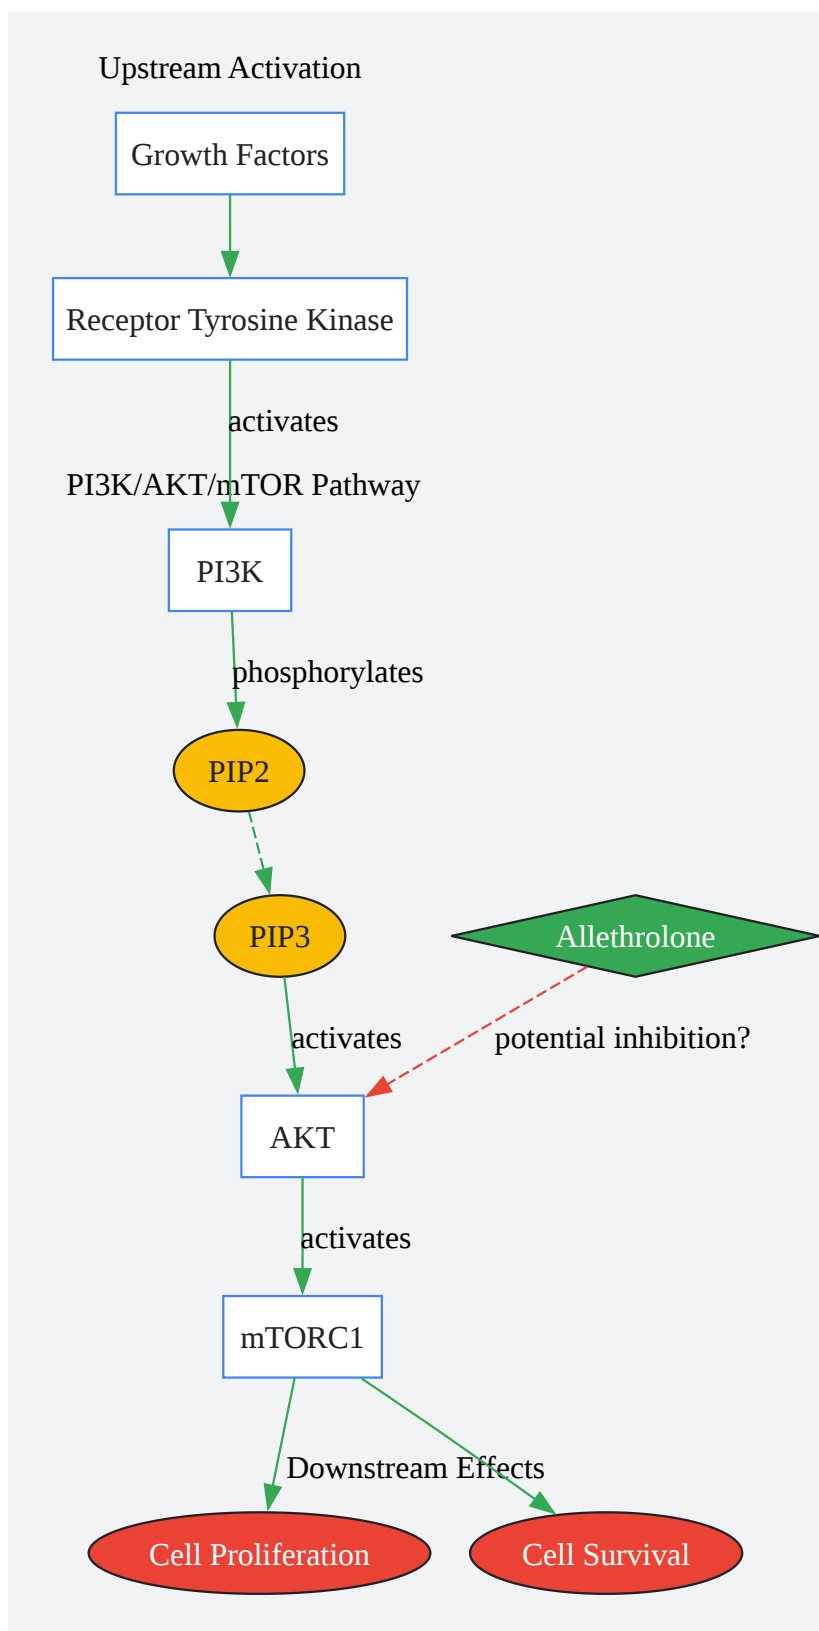 Upstream Activation
Growth Factors
Receptor Tyrosine Kinase
activates
PI3K/AKT/mTOR Pathway
PI3K
phosphorylates
PIP2
PIP3
Allethrolone
activates
potential inhibition?
AKT
activates
mTORC1
Downstream Effects
Cell Proliferation
Cell Survival